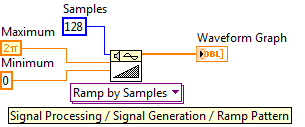 Samples
128
Waveform Graph
Maximum
2π
DBL
Minimum
0
Ramp by Samples
Signal Processing / Signal Generation / Ramp Pattern